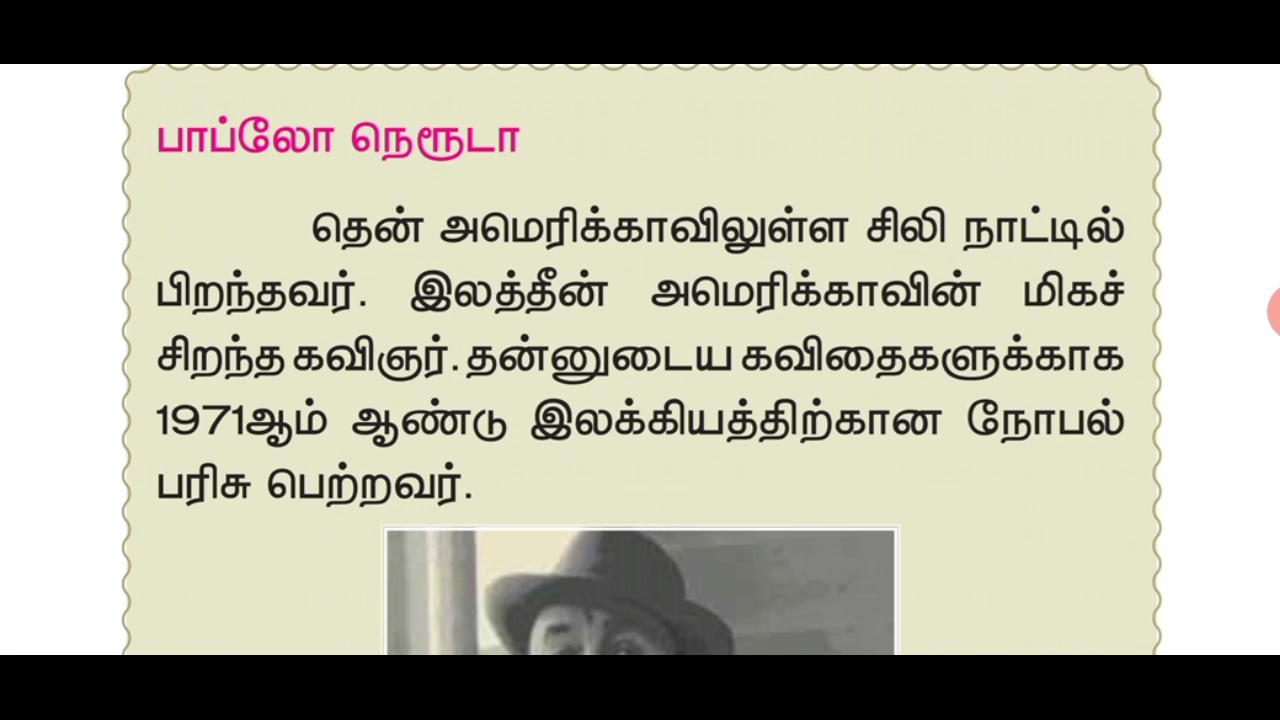 பாப்லோ நெரூடா
தென் அமெரிக்காவிலுள்ள சிலி நாட்டில்
பிறந்தவர். இலத்தீன் அமெரிக்காவின் மிகச்
சிறந்த கவிஞர். தன்னுடைய கவிதைகளுக்காக
1971ஆம் ஆண்டு இலக்கியத்திற்கான நோபல்
பரிசு பெற்றவர்.